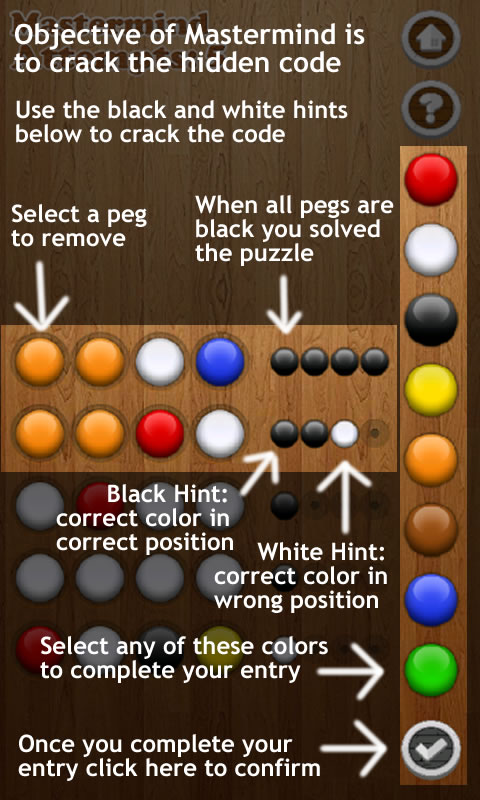 Mastermind
Objective of Mastermind is
to crack the hidden code
Use the black and white hints
below to crack the code
Select a peg
to remove
When all pegs are
black you solved
the puzzle
?
Black Hint:
correct color in
correct position
White Hint:
correct color in
wrong position
Select any of these colors
to complete your entry
Once you complete your
entry click here to confirm